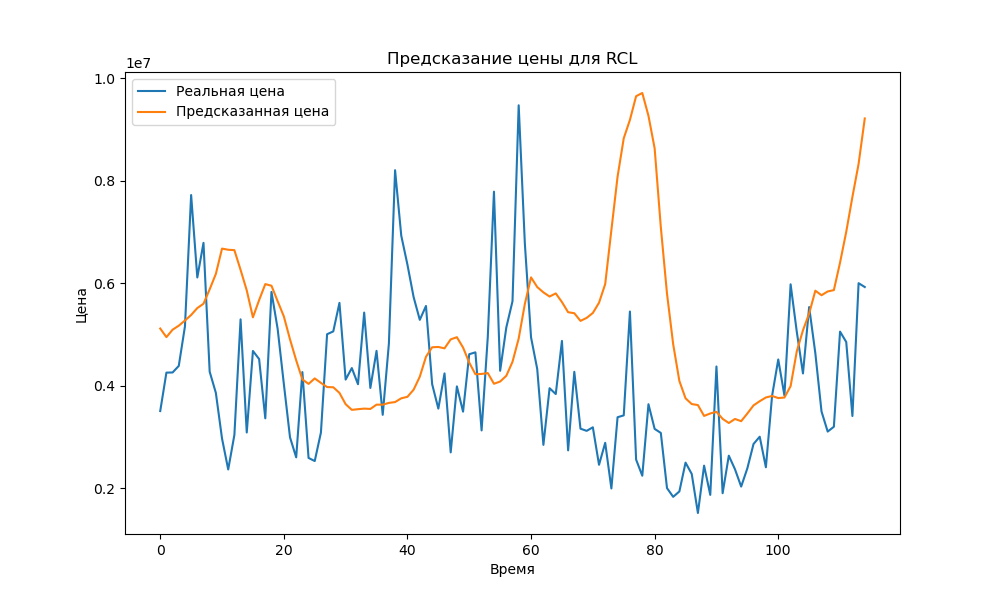 Предсказание цены для RCL
1e7
Реальная цена
Предсказанная цена
1.0
0.8
0.6
0.4
0.2
Цена
0 20 40 60 80 100
Время